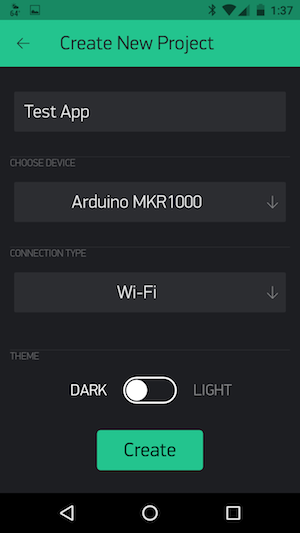 64° 1:37
Create New Project
Test App
CHOOSE DEVICE
Arduino MKR1000
CONNECTION TYPE
Wi-Fi
THEME
DARK LIGHT
Create